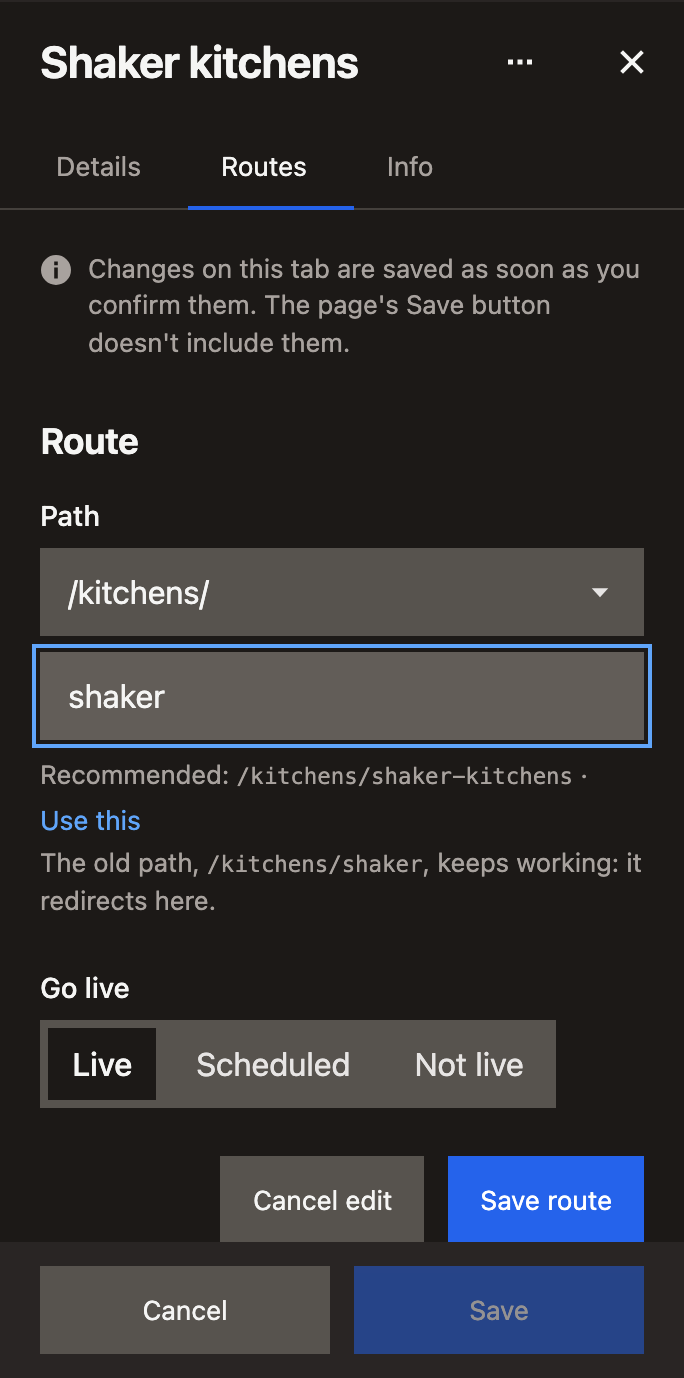 Shaker kitchens
Details Routes Info
Changes on this tab are saved as soon as you
confirm them. The page's Save button
doesn't include them.
Route
Path
/kitchens/
shaker
Recommended: /kitchens/shaker-kitchens ·
Use this
The old path, /kitchens/shaker, keeps working: it
redirects here.
Go live
Live Scheduled Not live
Cancel edit Save route
Cancel Save